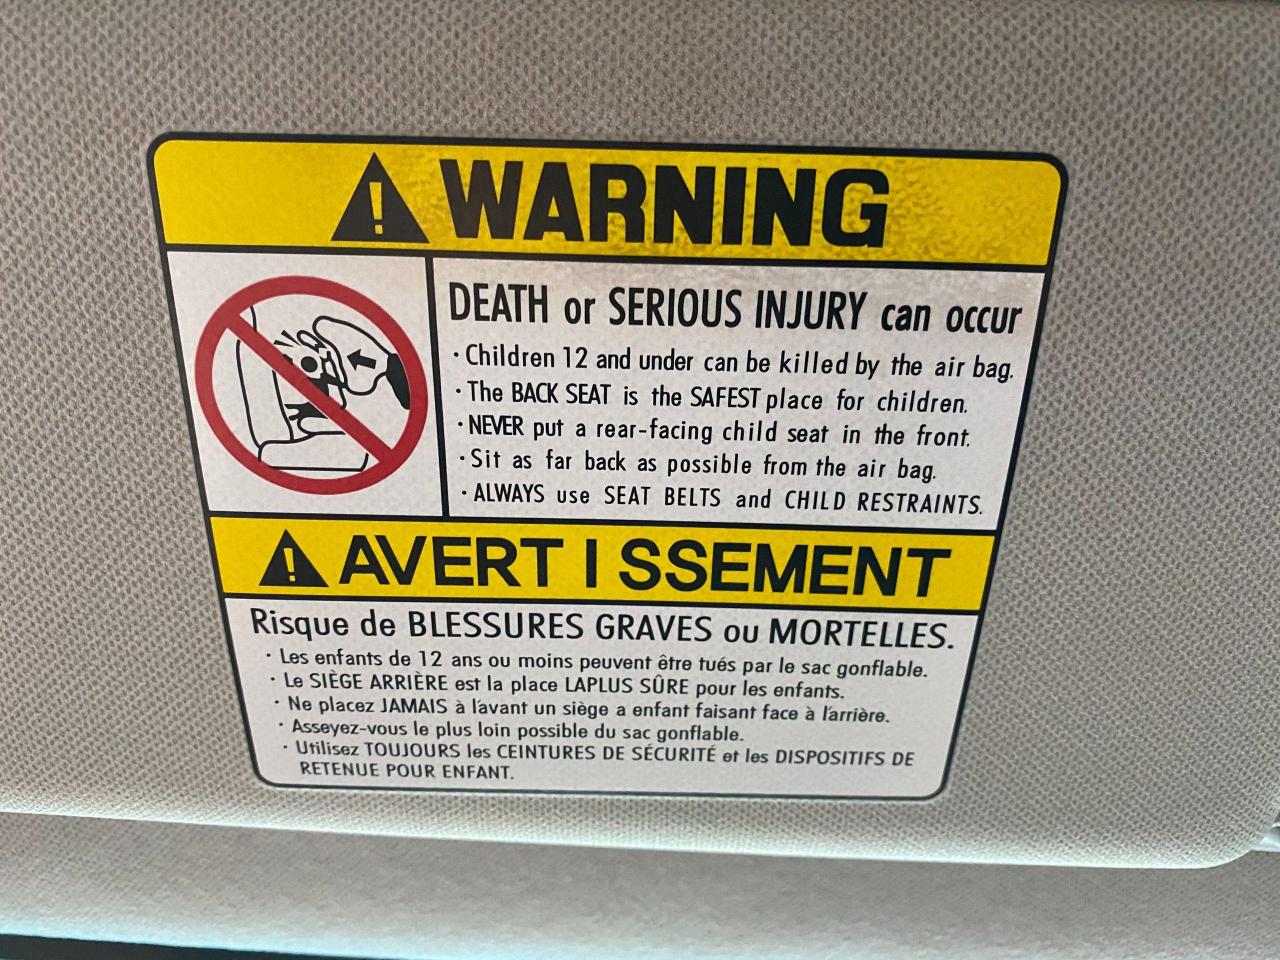 WARNING
DEATH or SERIOUS INJURY can occur
· Children 12 and under can be killed by the air bag.
· The BACK SEAT is the SAFEST place for children.
· NEVER put a rear-facing child seat in the front.
· Sit as far back as possible from the air bag.
· ALWAYS use SEAT BELTS and CHILD RESTRAINTS.
AVERTISSEMENT
Risque de BLESSURES GRAVES ou MORTELLES.
· Les enfants de 12 ans ou moins peuvent être tués par le sac gonflable.
· Le SIÈGE ARRIÈRE est la place LAPLUS SÛRE pour les enfants.
· Ne placez JAMAIS à l'avant un siège a enfant faisant face à l'arrière.
· Asseyez-vous le plus loin possible du sac gonflable.
· Utilisez TOUJOURS les CEINTURES DE SÉCURITÉ et les DISPOSITIFS DE
RETENUE POUR ENFANT.